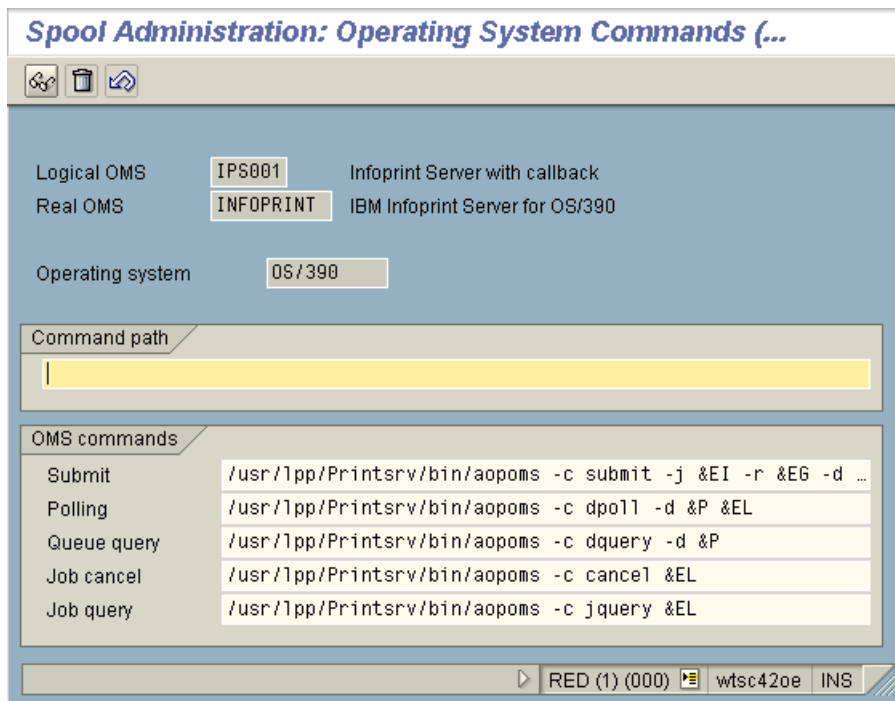 Spool Administration: Operating System Commands (...
Logical OMS IPS001 Infoprint Server with callback
Real OMS INFOPRINT IBM Infoprint Server for OS/390
Operating system OS/390
Command path
OMS commands
Submit /usr/lpp/Printsrv/bin/aopoms -c submit -j &EI -r &EG -d …
Polling /usr/lpp/Printsrv/bin/aopoms -c dpoll -d &P &EL
Queue query /usr/lpp/Printsrv/bin/aopoms -c dquery -d &P
Job cancel /usr/lpp/Printsrv/bin/aopoms -c cancel &EL
Job query /usr/lpp/Printsrv/bin/aopoms -c jquery &EL
RED (1) (000) wtsc42oe INS